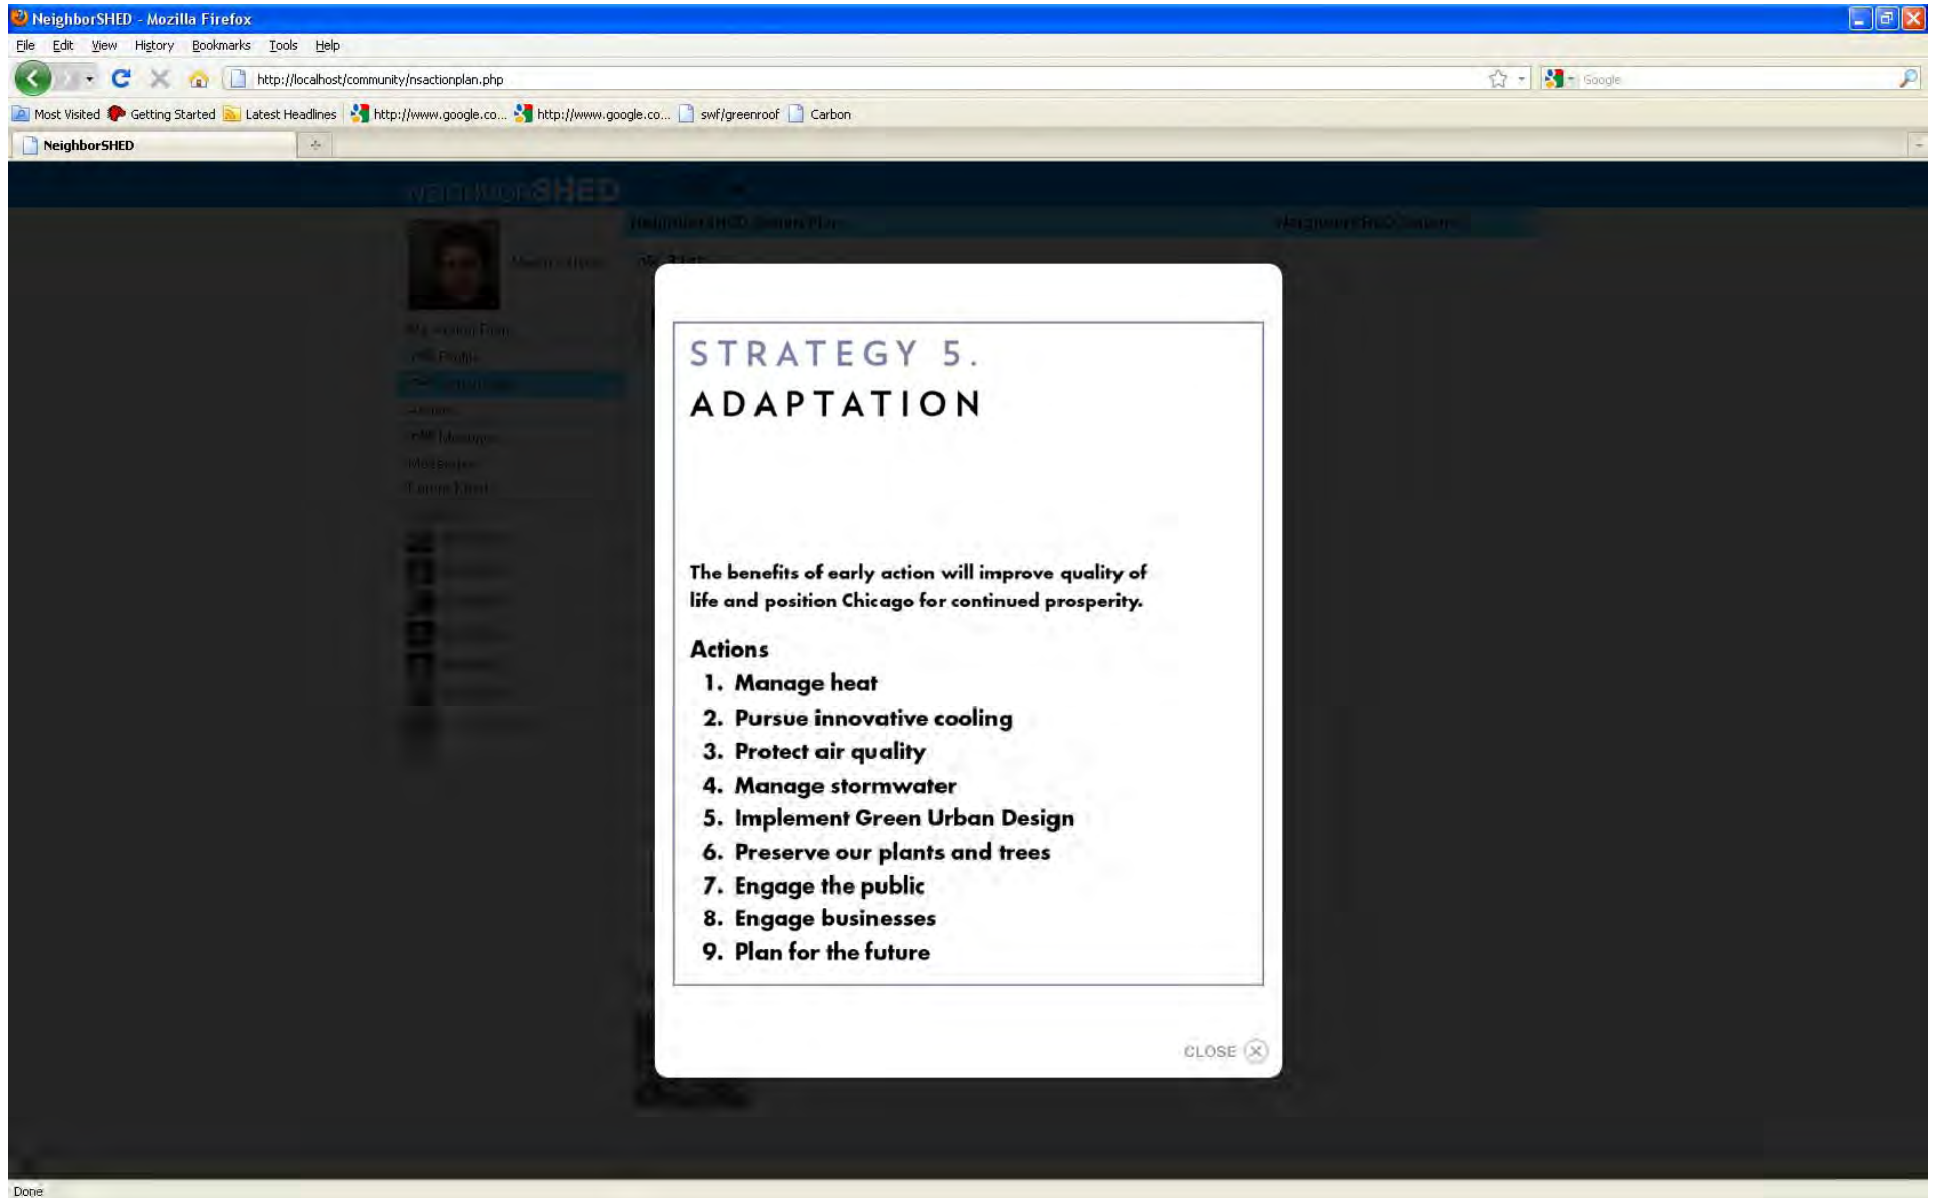 NeighborSHED - Mozilla Firefox
File Edit View History Bookmarks Tools Help
http://localhost/community/nsactionplan.php
Google
Most Visited Getting Started Latest Headlines http://www.google.co... http://www.google.co... swf/greenroof Carbon
NeighborSHED
NEIGHBORSHED
STRATEGY 5.
ADAPTATION
The benefits of early action will improve quality of
life and position Chicago for continued prosperity.
Actions
1. Manage heat
2. Pursue innovative cooling
3. Protect air quality
4. Manage stormwater
5. Implement Green Urban Design
6. Preserve our plants and trees
7. Engage the public
8. Engage businesses
9. Plan for the future
CLOSE
Done